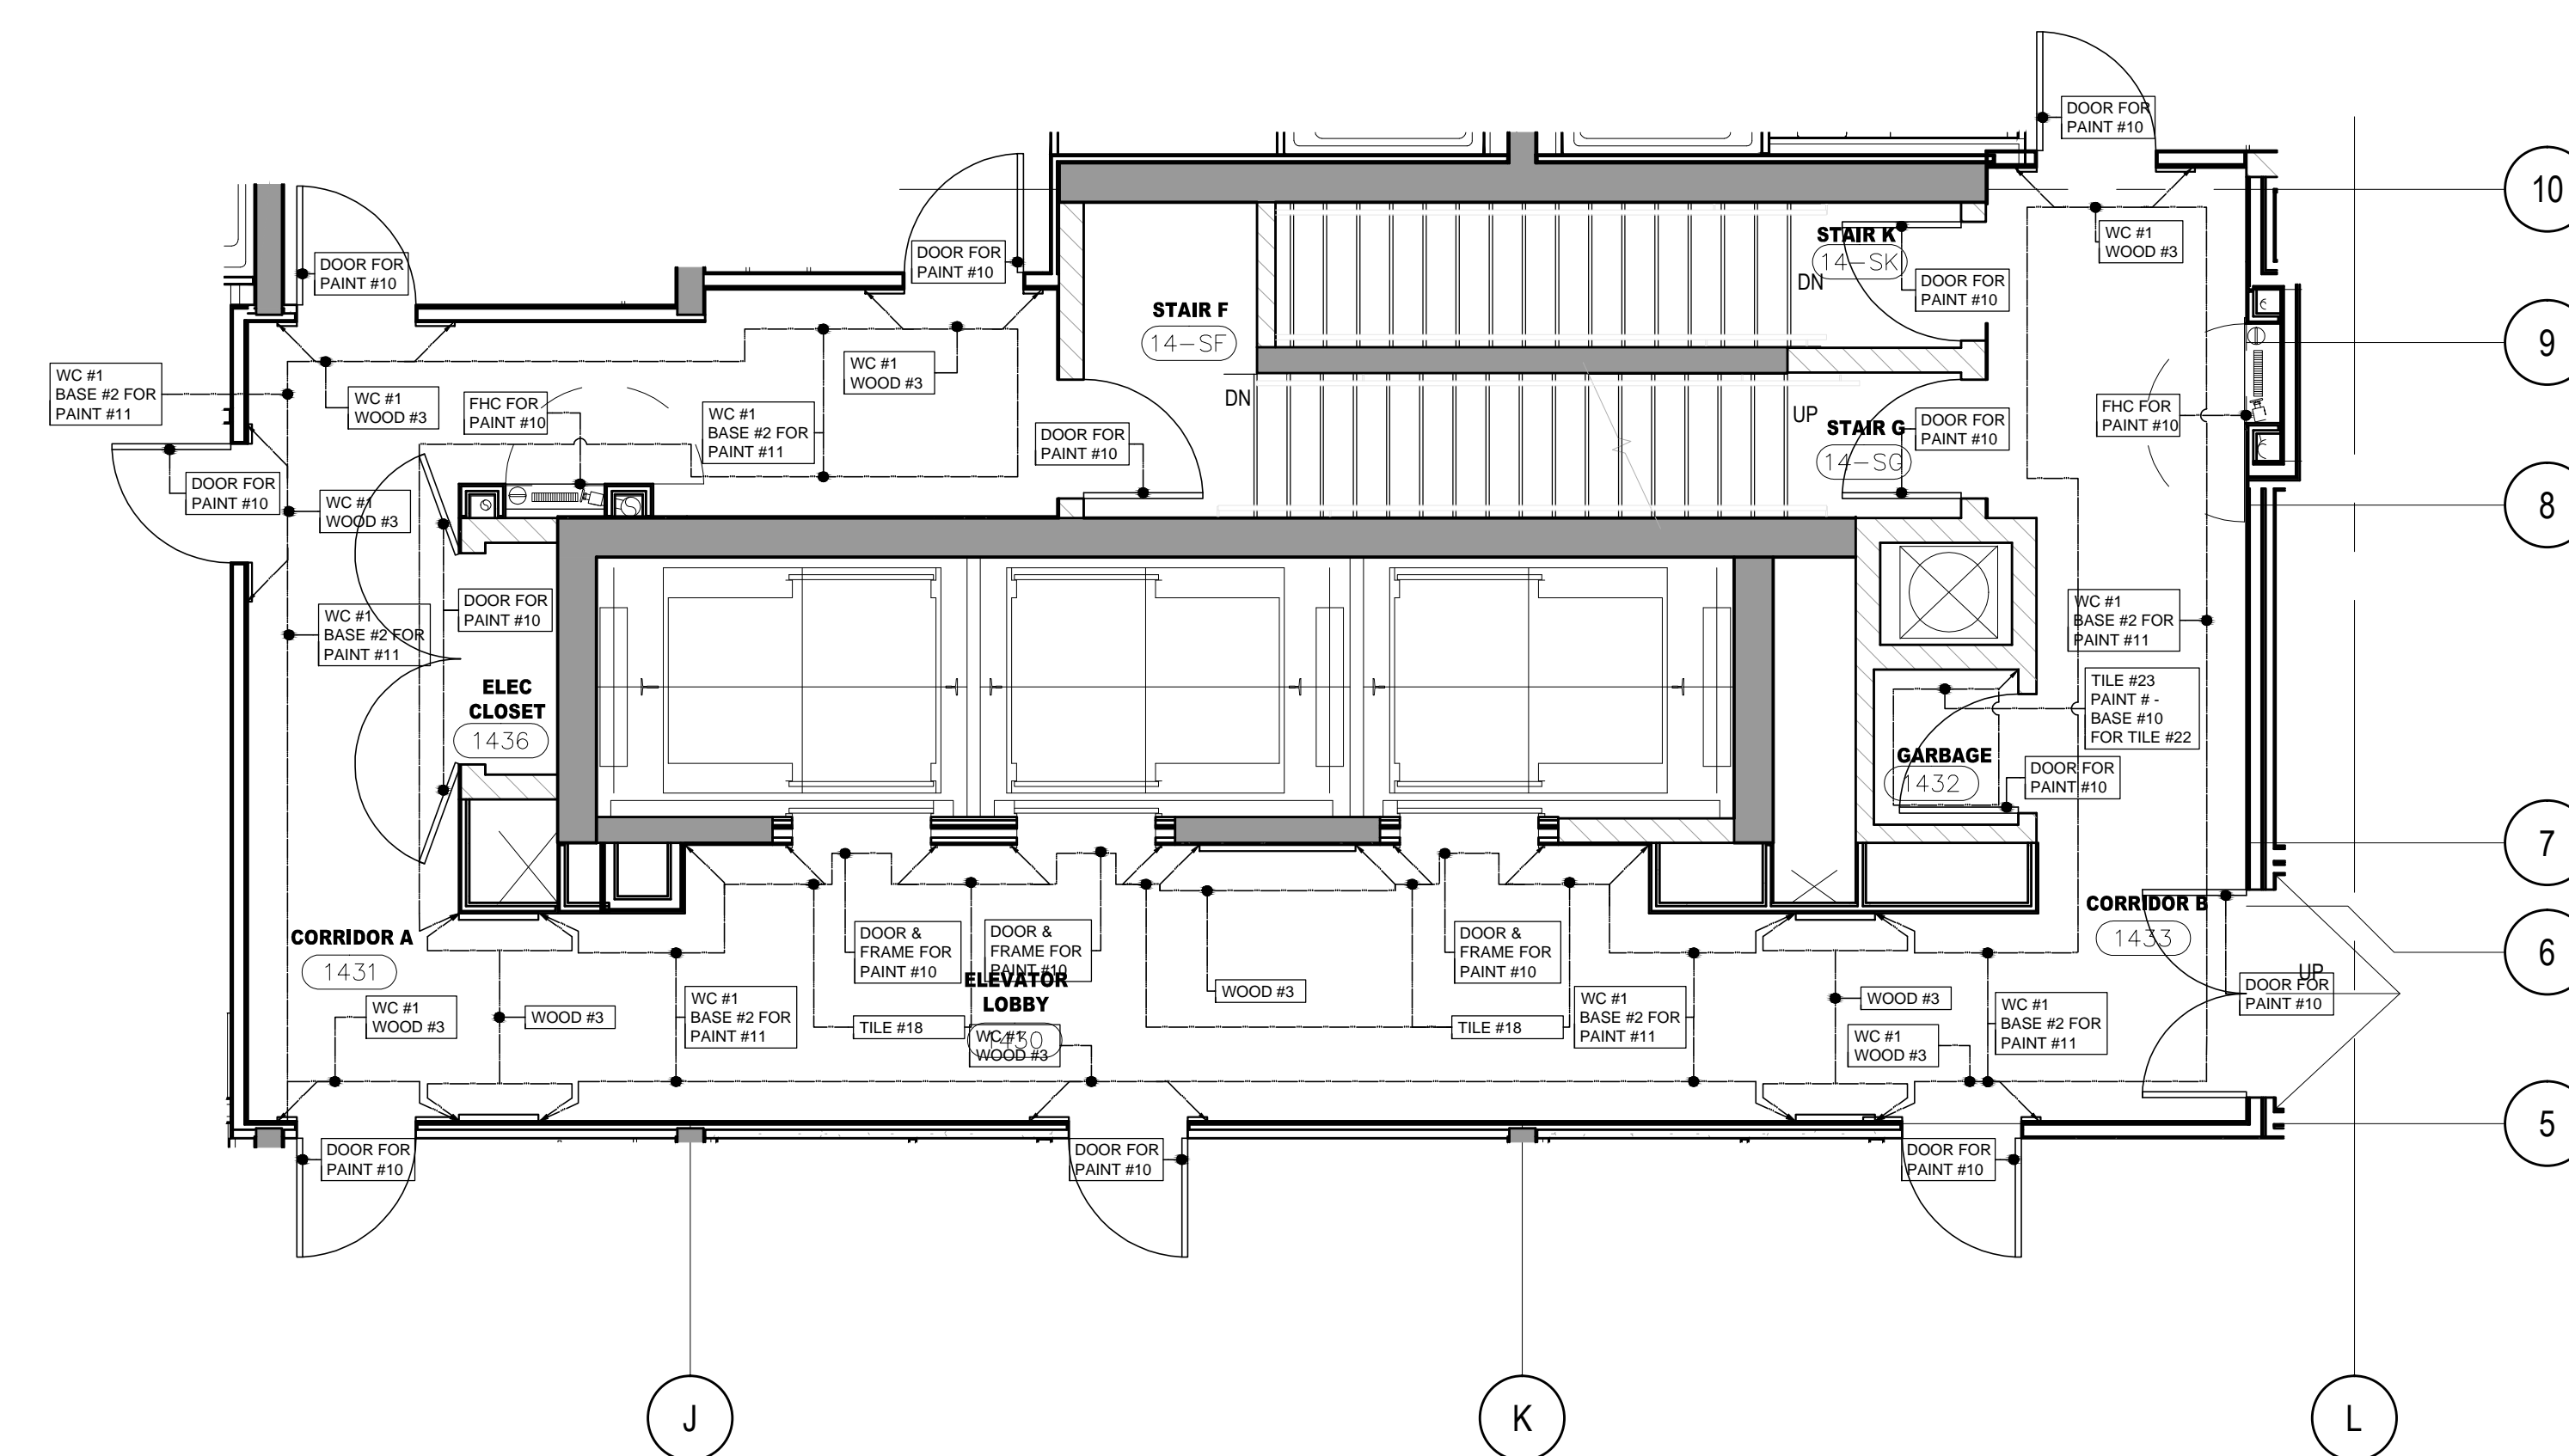 DOOR FOR
PAINT #10
10
DOOR FOR
PAINT #10
DOOR FOR
PAINT #10
STAIR K
14-SK
DN
DOOR FOR
PAINT #10
WC #1
WOOD #3
STAIR F
14-SF
9
WC #1
BASE #2 FOR
PAINT #11
WC #1
WOOD #3
FHC FOR
PAINT #10
WC #1
BASE #2 FOR
PAINT #11
WC #1
WOOD #3
DN
UP
DOOR FOR
PAINT #10
STAIR G
14-SG
DOOR FOR
PAINT #10
FHC FOR
PAINT #10
DOOR FOR
PAINT #10
WC #1
WOOD #3
8
WC #1
BASE #2 FOR
PAINT #11
DOOR FOR
PAINT #10
WC #1
BASE #2 FOR
PAINT #11
ELEC
CLOSET
1436
TILE #23
PAINT # -
BASE #10
FOR TILE #22
GARBAGE
1432
DOOR FOR
PAINT #10
7
CORRIDOR A
1431
DOOR &
FRAME FOR
PAINT #10
DOOR &
FRAME FOR
PAINT #10
ELEVATOR
LOBBY
1430
DOOR &
FRAME FOR
PAINT #10
CORRIDOR B
1433
6
UP
DOOR FOR
PAINT #10
WC #1
WOOD #3
WOOD #3
WC #1
BASE #2 FOR
PAINT #11
TILE #18
WC #1
WOOD #3
WOOD #3
TILE #18
WC #1
BASE #2 FOR
PAINT #11
WOOD #3
WC #1
WOOD #3
WC #1
BASE #2 FOR
PAINT #11
5
DOOR FOR
PAINT #10
DOOR FOR
PAINT #10
DOOR FOR
PAINT #10
J
K
L